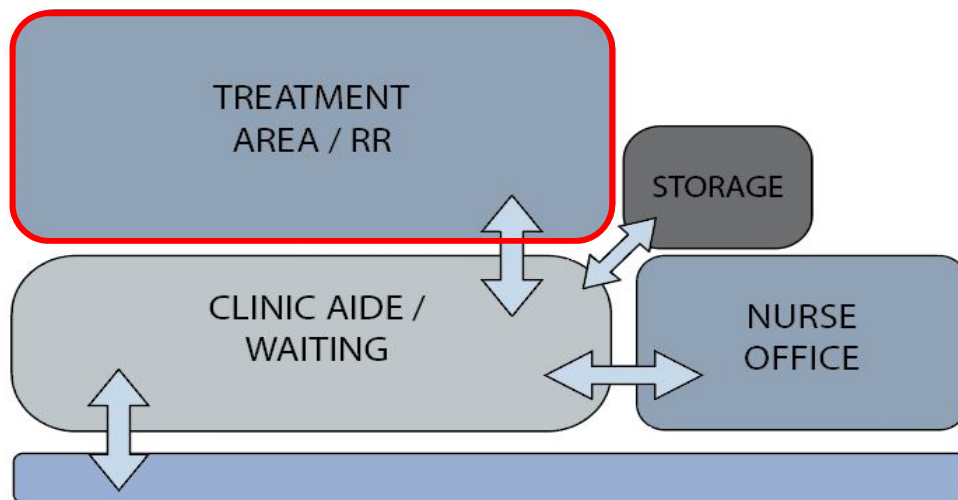 TREATMENT
AREA / RR
STORAGE
CLINIC AIDE /
WAITING
NURSE
OFFICE